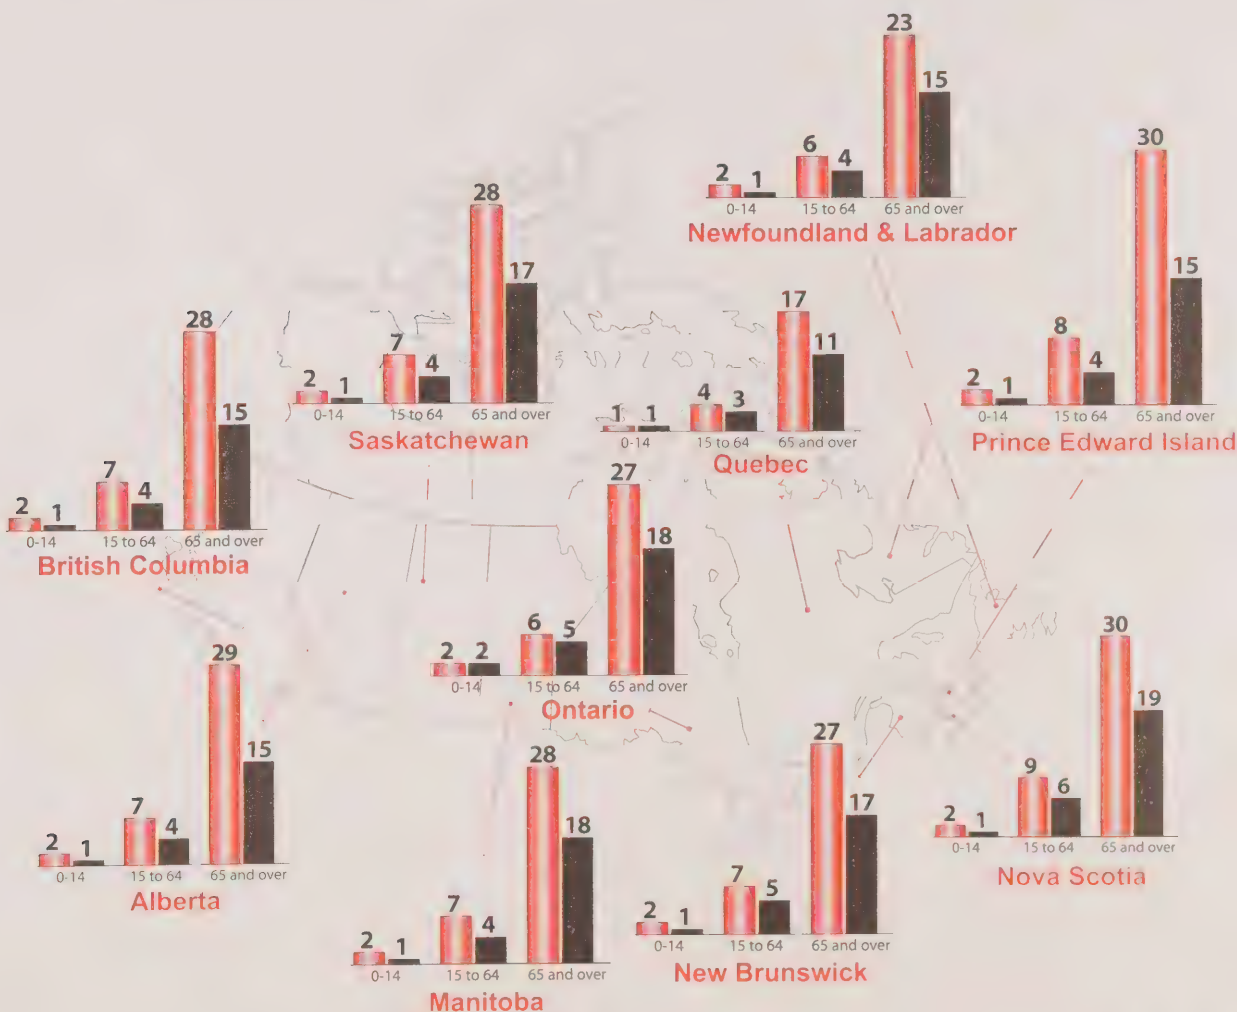 23
15
6
4
2
1
0-14 15 to 64 65 and over
Newfoundland & Labrador
30
15
8
4
2
1
0-14 15 to 64 65 and over
Prince Edward Island
28
17
7
4
2
1
0-14 15 to 64 65 and over
Saskatchewan
17
11
4
3
1 1
0-14 15 to 64 65 and over
Quebec
28
15
7
4
2
1
0-14 15 to 64 65 and over
British Columbia
27
18
6
5
2 2
0-14 15 to 64 65 and over
Ontario
30
19
9
6
2
1
0-14 15 to 64 65 and over
Nova Scotia
29
15
7
4
2
1
0-14 15 to 64 65 and over
Alberta
28
18
7
4
2
1
0-14 15 to 64 65 and over
Manitoba
27
17
7
5
2
1
0-14 15 to 64 65 and over
New Brunswick